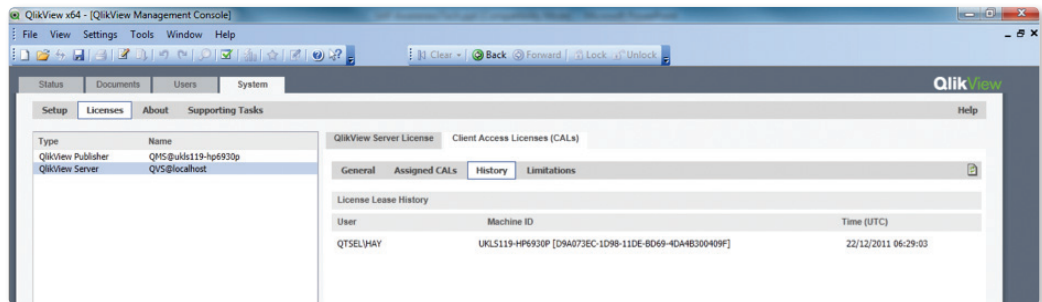 QlikView x64 - [QlikView Management Console]
File View Settings Tools Window Help
Clear Back Forward Lock Unlock
Status Documents Users System
QlikView
Setup Licenses About Supporting Tasks Help
Type Name
QlikView Publisher QMS@ukls119-hp6930p
QlikView Server QVS@localhost
QlikView Server License Client Access Licenses (CALs)
General Assigned CALs History Limitations
License Lease History
User Machine ID Time (UTC)
QTSEL\HAY UKLS119-HP6930P [D9A073EC-1D98-11DE-BD69-4DA4B300409F] 22/12/2011 06:29:03